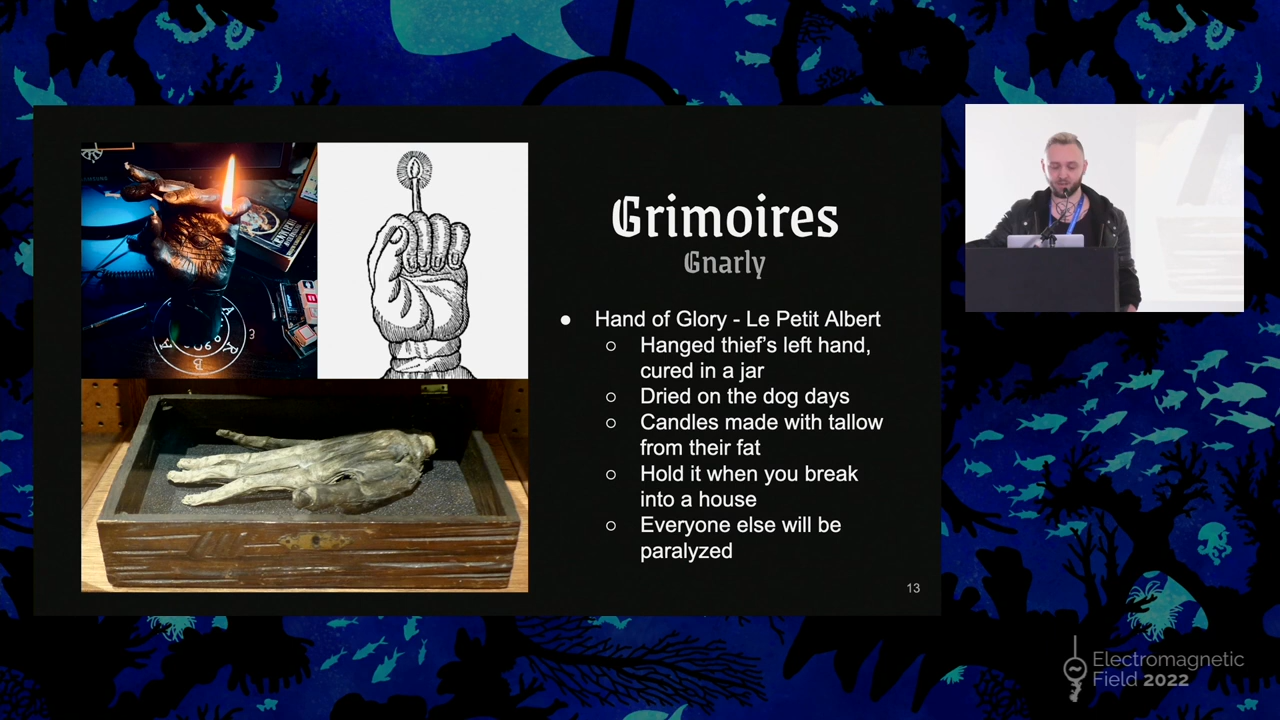 Grimoires
Gnarly
● Hand of Glory - Le Petit Albert
○ Hanged thief's left hand,
cured in a jar
○ Dried on the dog days
○ Candles made with tallow
from their fat
○ Hold it when you break
into a house
○ Everyone else will be
paralyzed
13
Electromagnetic
Field 2022